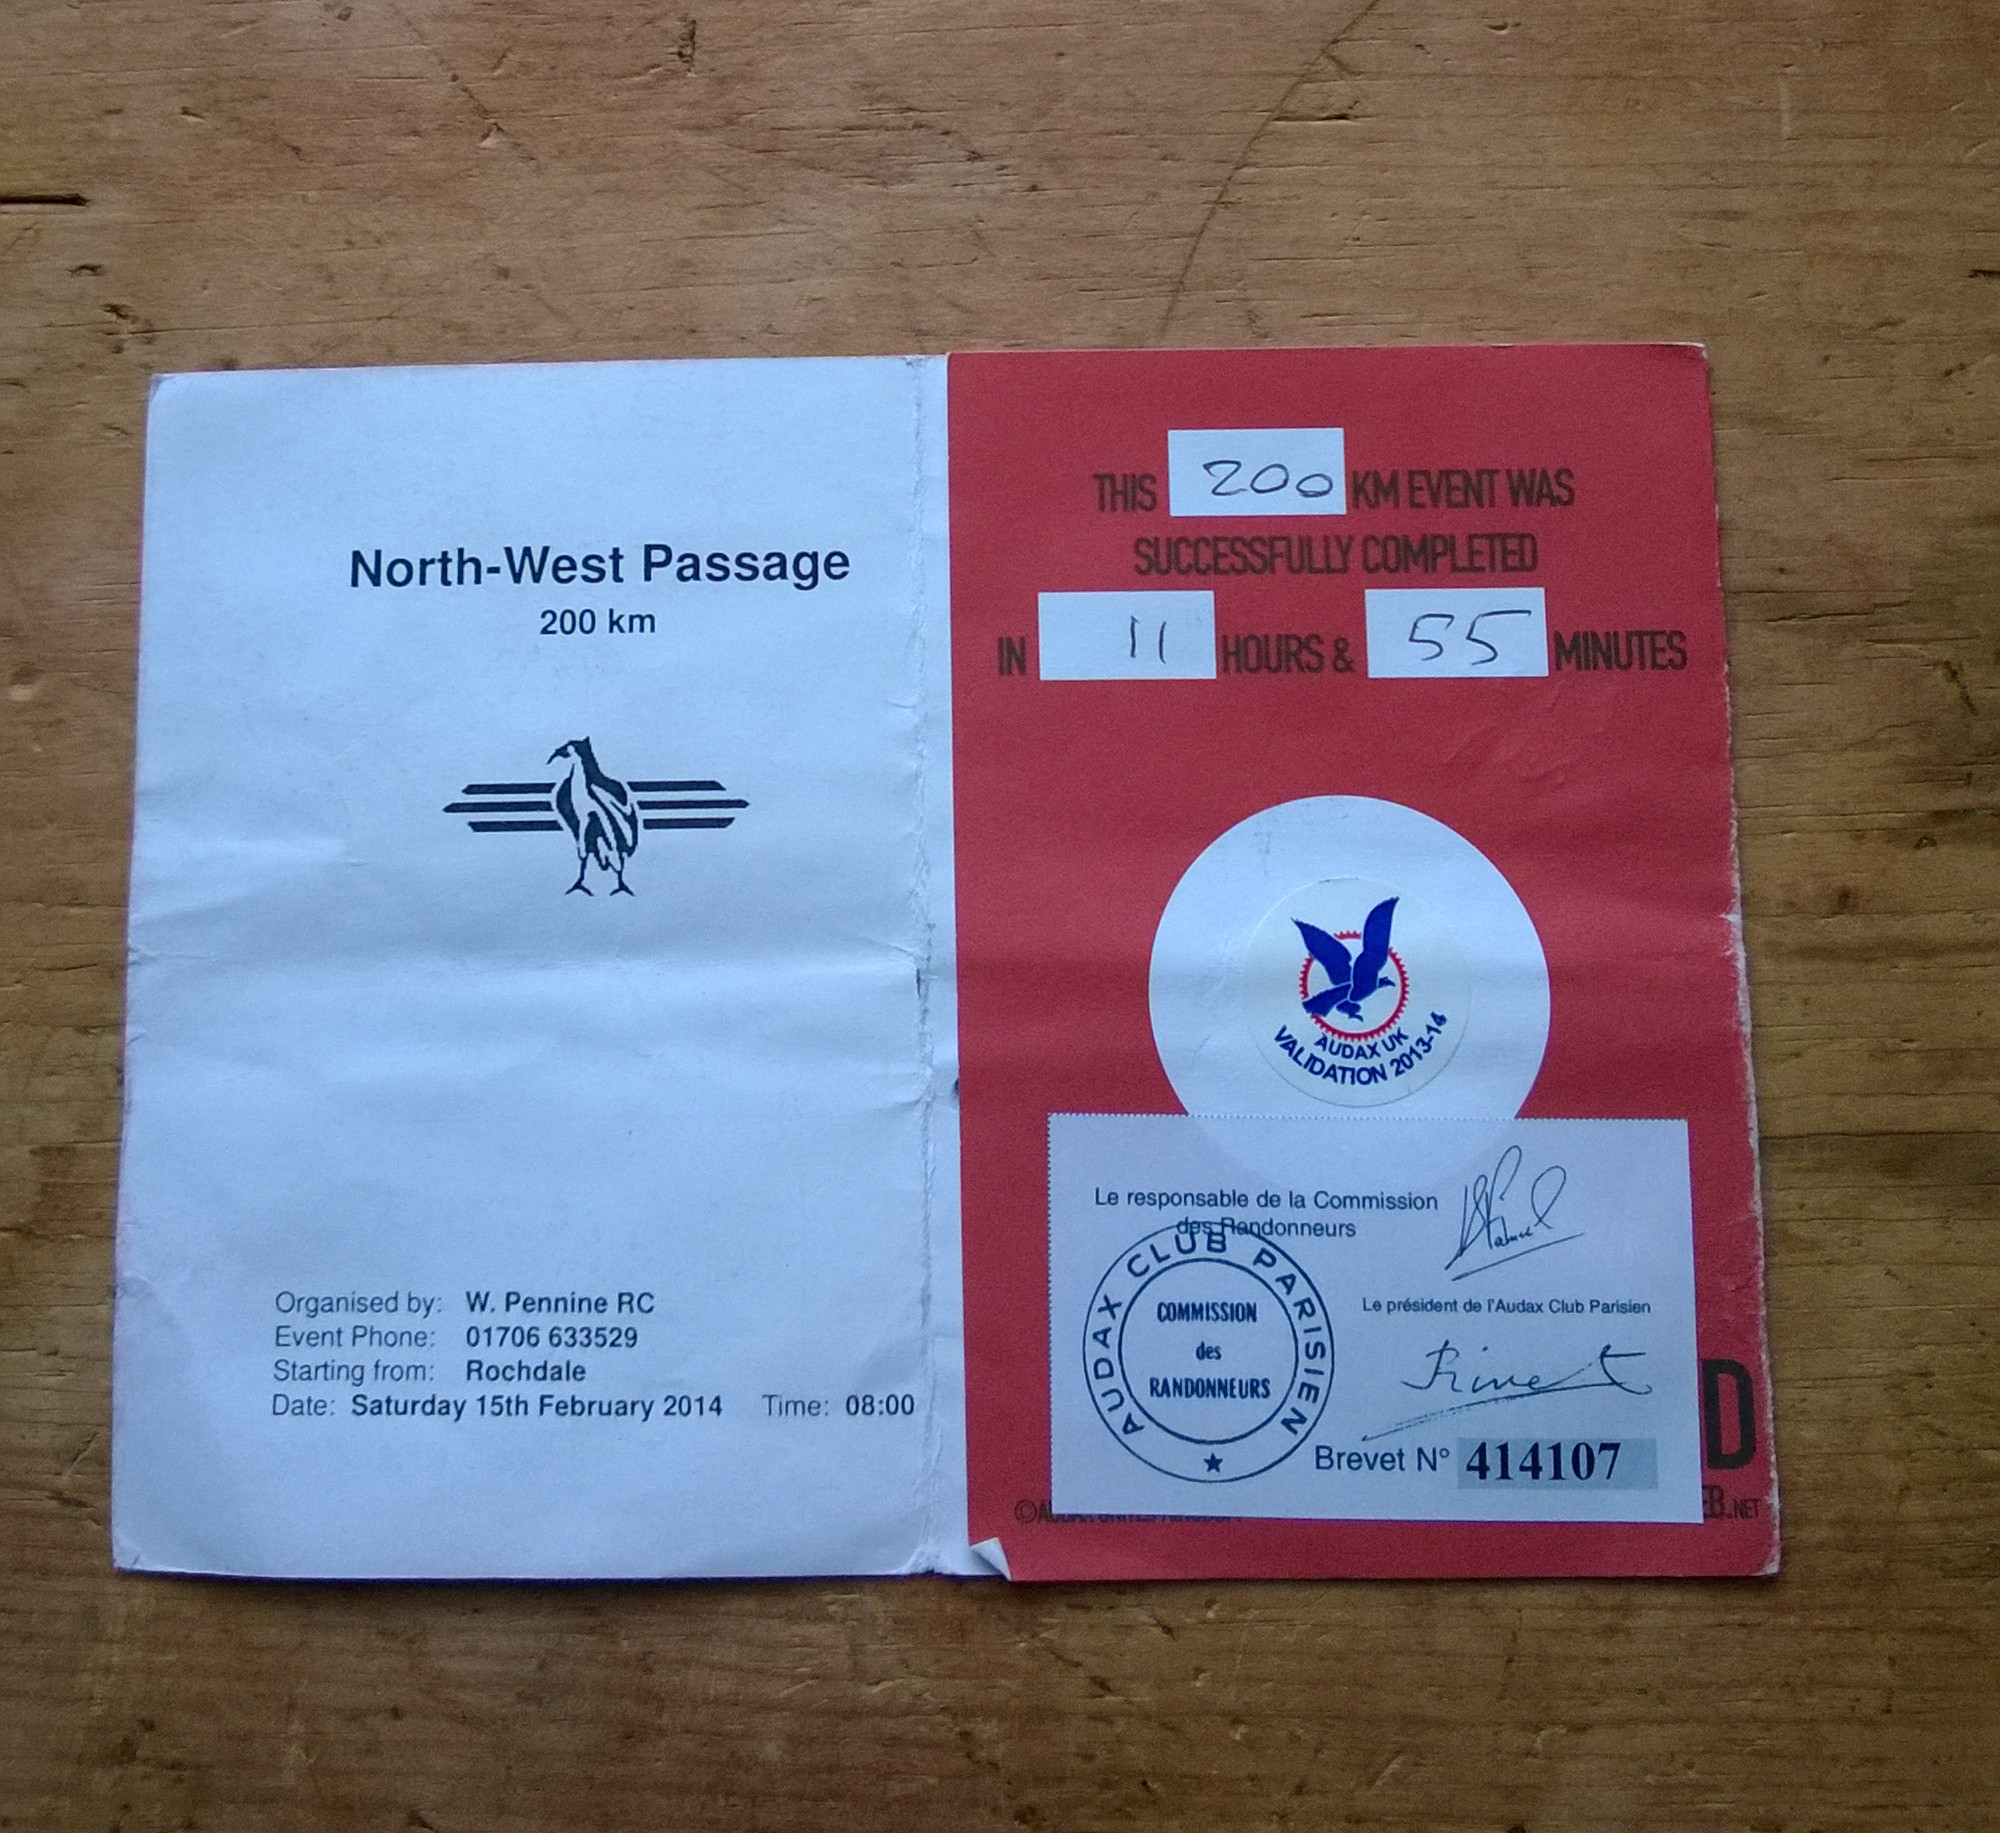 North-West Passage
200 km
Organised by: W. Pennine RC
Event Phone: 01706 633529
Starting from: Rochdale
Date: Saturday 15th February 2014 Time: 08:00
THIS 200 KM EVENT WAS
SUCCESSFULLY COMPLETED
IN 11 HOURS & 55 MINUTES
AUDAX UK
VALIDATION 2013-14
Le responsable de la Commission
des Randonneurs
AUDAX CLUB PARISIEN
COMMISSION
des
RANDONNEURS
Le président de l'Audax Club Parisien
Brevet N° 414107
D
.NET